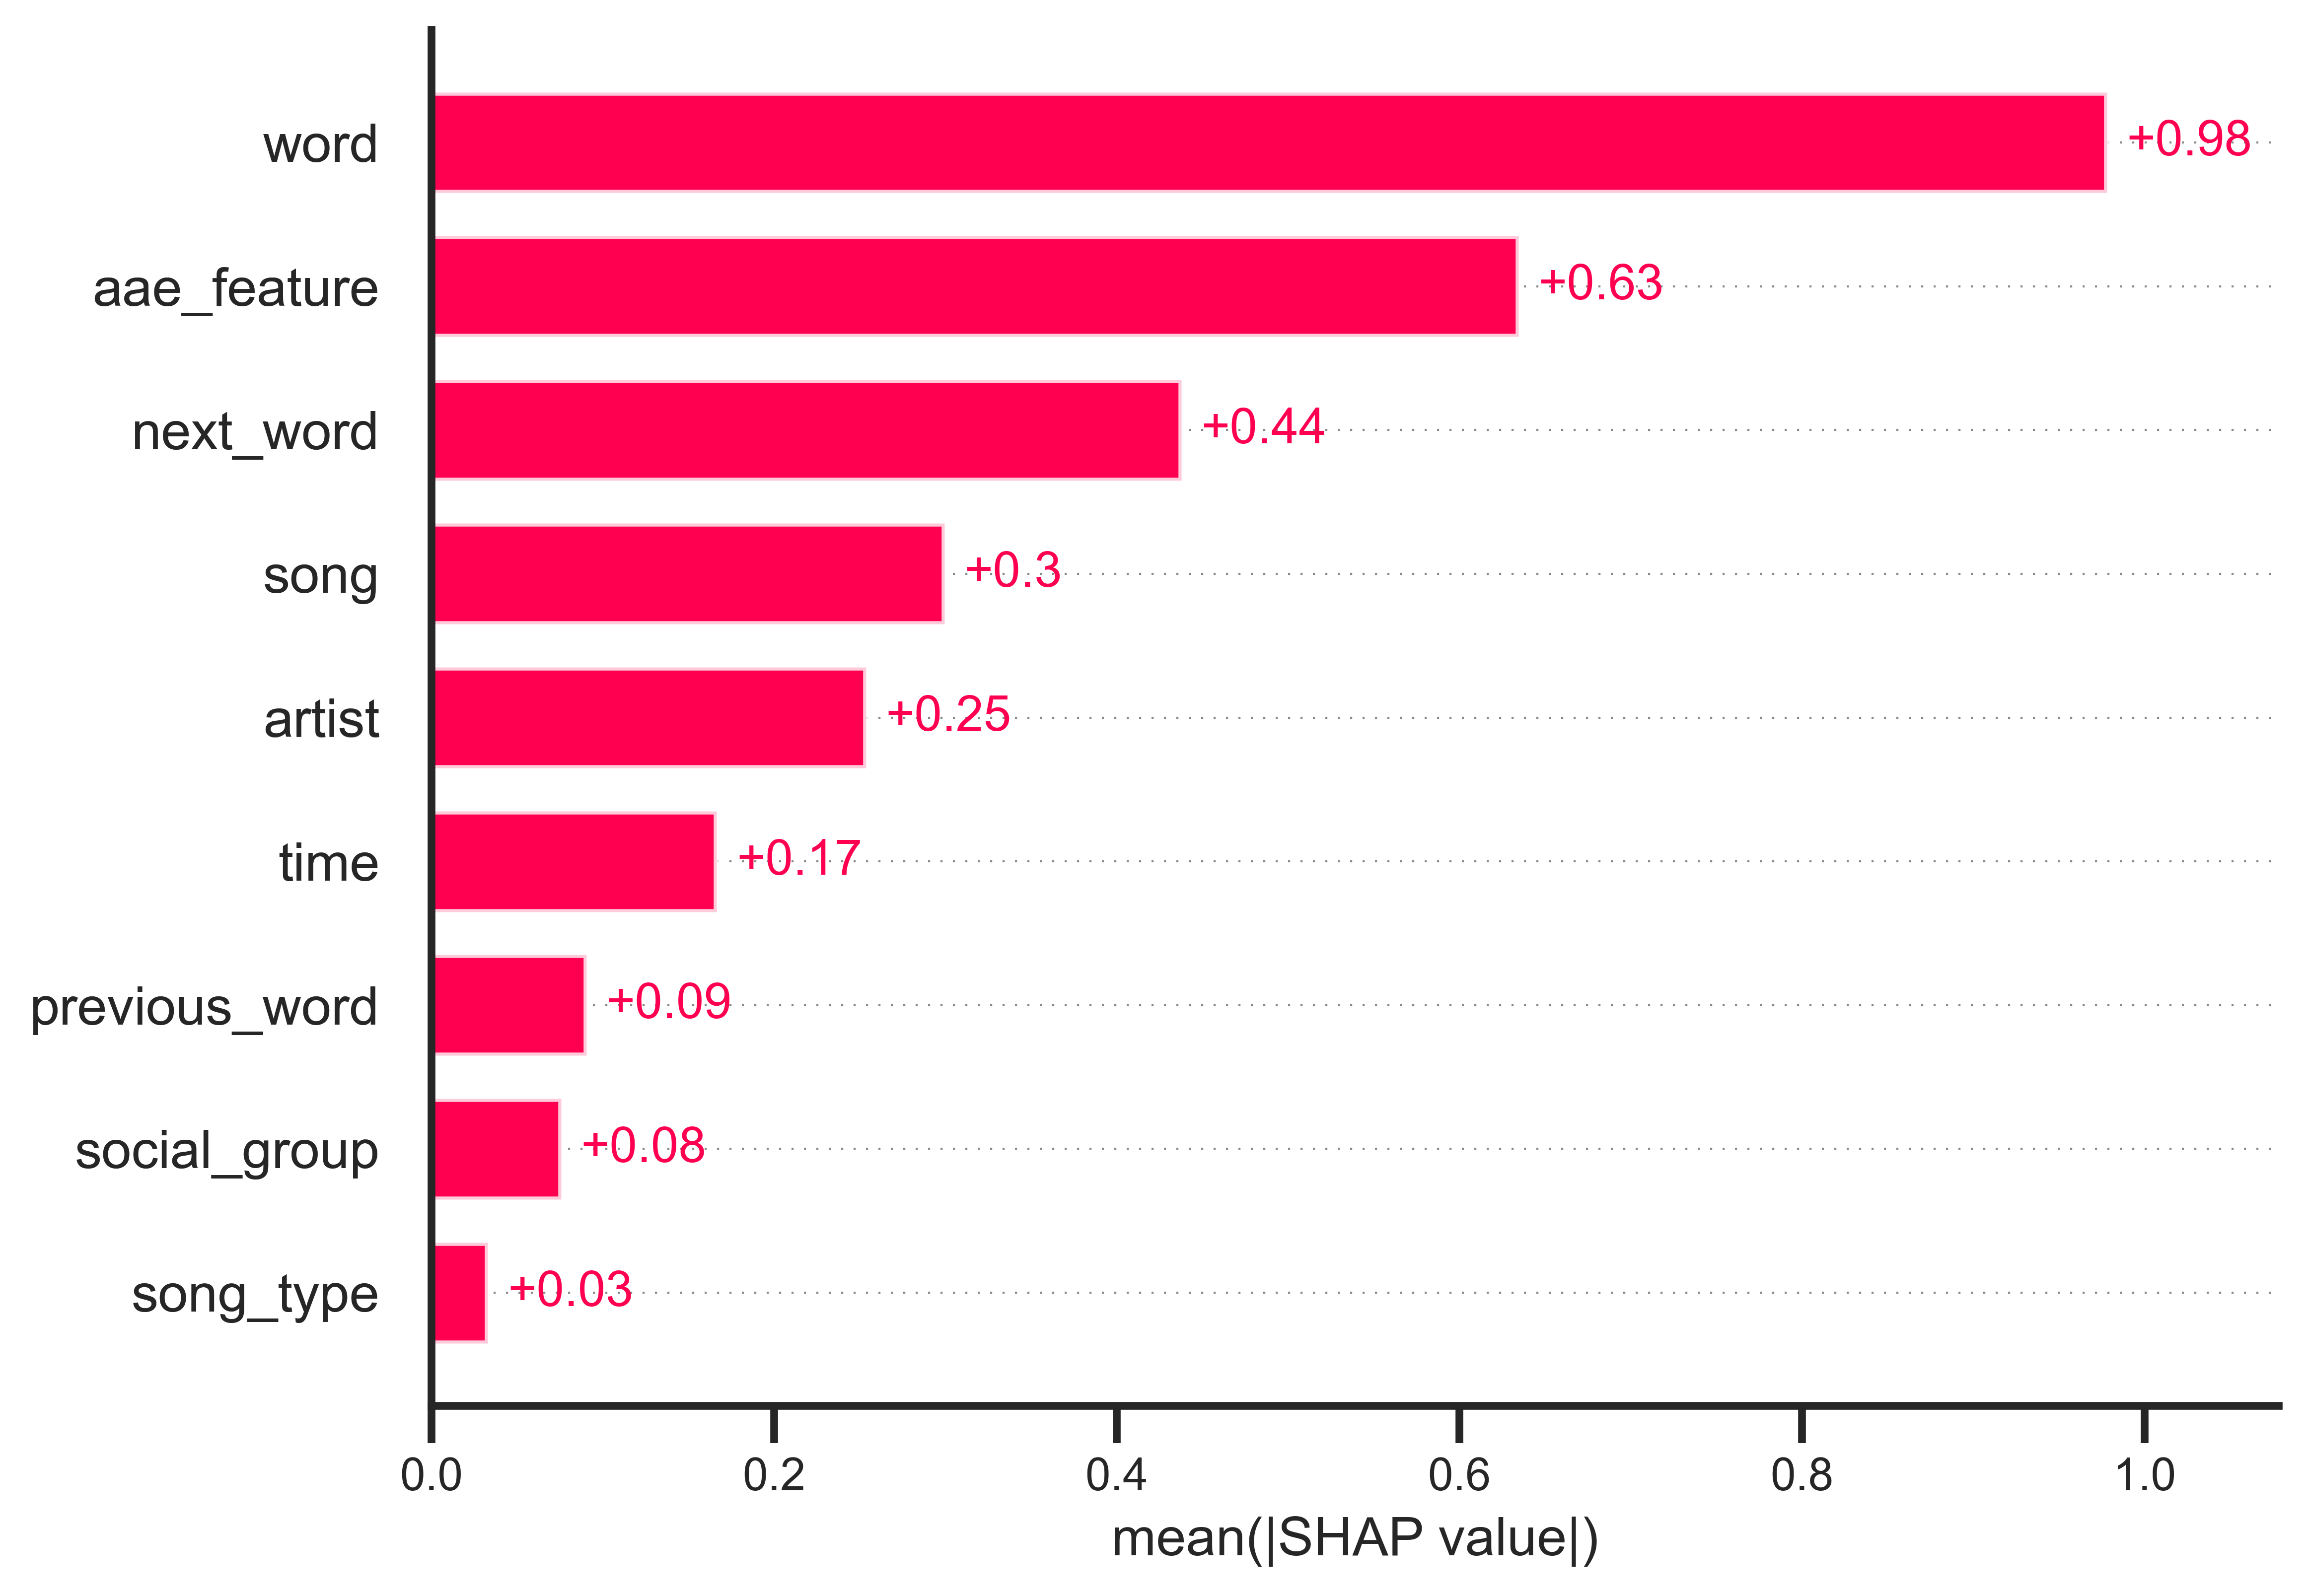 word +0.98
aae_feature +0.63
next_word +0.44
song +0.3
artist +0.25
time +0.17
previous_word +0.09
social_group +0.08
song_type +0.03
0.0 0.2 0.4 0.6 0.8 1.0
mean(|SHAP value|)